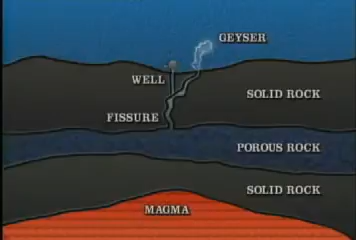 GEYSER
WELL
SOLID ROCK
FISSURE
POROUS ROCK
SOLID ROCK
MAGMA